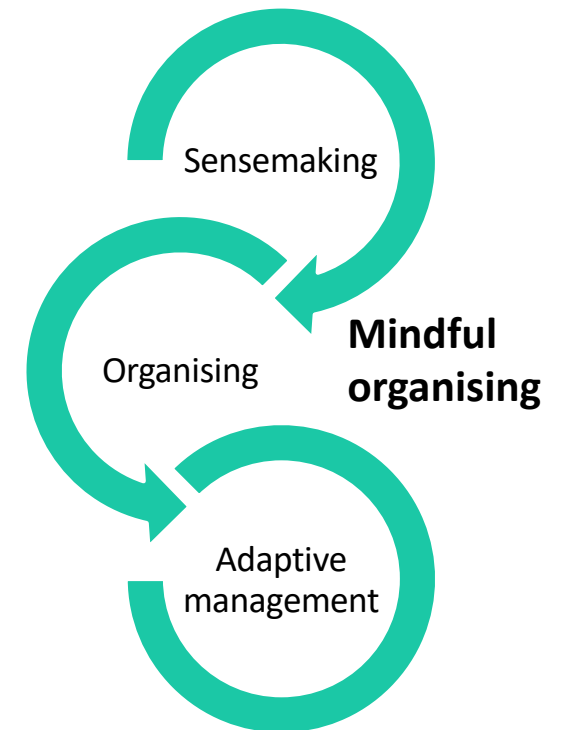 Sensemaking
Mindful
organising
Organising
Adaptive
management